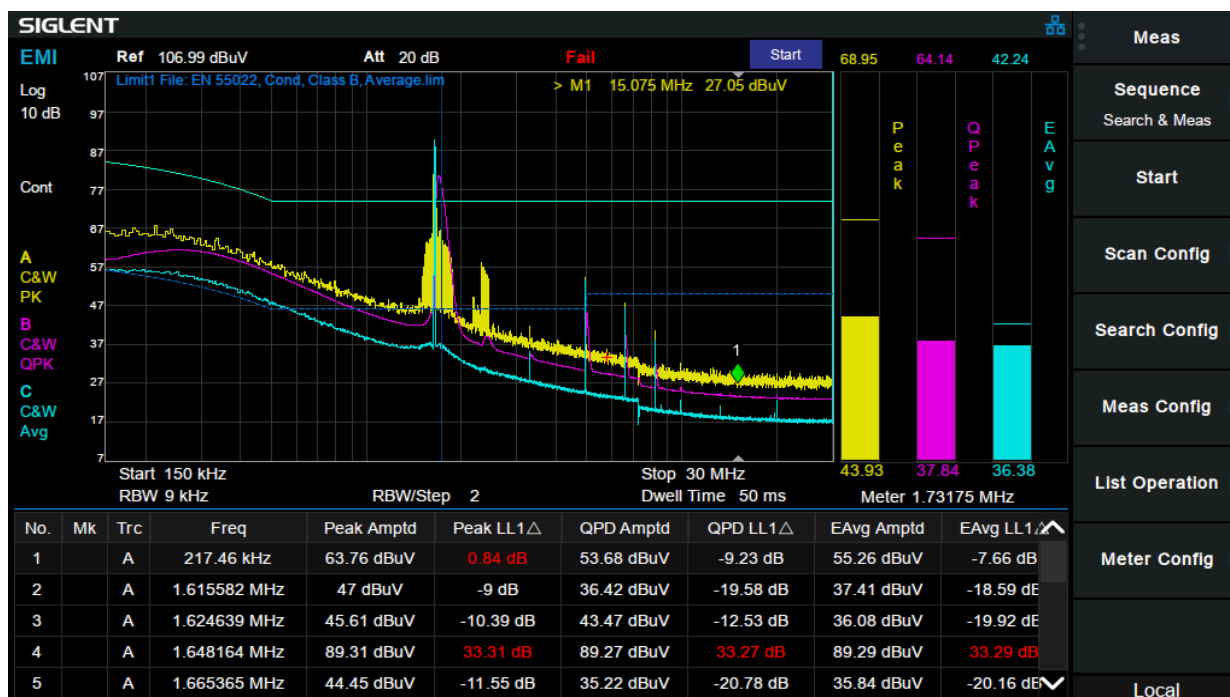 SIGLENT
EMI Ref 106.99 dBuV Att 20 dB Fail Start 68.95 64.14 42.24
Log
10 dB
Cont
A
C&W
PK
B
C&W
QPK
C
C&W
Avg
Limit1 File: EN 55022, Cond, Class B, Average.lim
> M1 15.075 MHz 27.05 dBuV
107
97
87
77
67
57
47
37
27
17
7
1
Peak
QPeak
EAvg
43.93 37.84 36.38
Start 150 kHz Stop 30 MHz
RBW 9 kHz RBW/Step 2 Dwell Time 50 ms Meter 1.73175 MHz
No. Mk Trc Freq Peak Amptd Peak LL1△ QPD Amptd QPD LL1△ EAvg Amptd EAvg LL1△
1 A 217.46 kHz 63.76 dBuV 0.84 dB 53.68 dBuV -9.23 dB 55.26 dBuV -7.66 dB
2 A 1.615582 MHz 47 dBuV -9 dB 36.42 dBuV -19.58 dB 37.41 dBuV -18.59 dB
3 A 1.624639 MHz 45.61 dBuV -10.39 dB 43.47 dBuV -12.53 dB 36.08 dBuV -19.92 dB
4 A 1.648164 MHz 89.31 dBuV 33.31 dB 89.27 dBuV 33.27 dB 89.29 dBuV 33.29 dB
5 A 1.665365 MHz 44.45 dBuV -11.55 dB 35.22 dBuV -20.78 dB 35.84 dBuV -20.16 dB
Meas
Sequence
Search & Meas
Start
Scan Config
Search Config
Meas Config
List Operation
Meter Config
Local